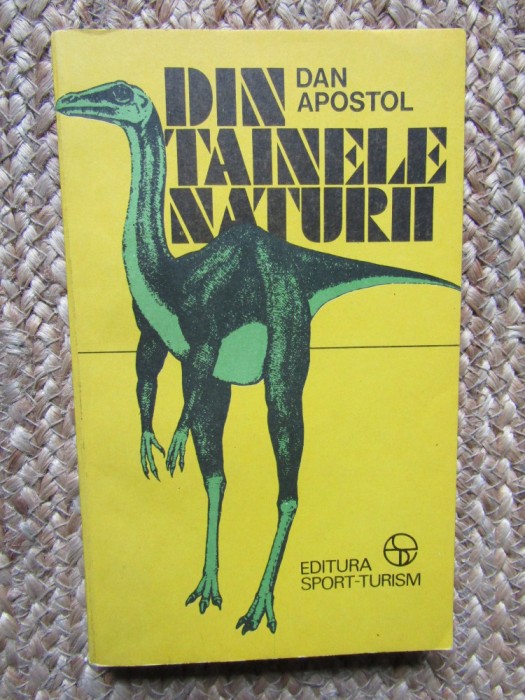 DIN
TAINELE
NATURII
DAN
APOSTOL
EDITURA
SPORT-TURISM